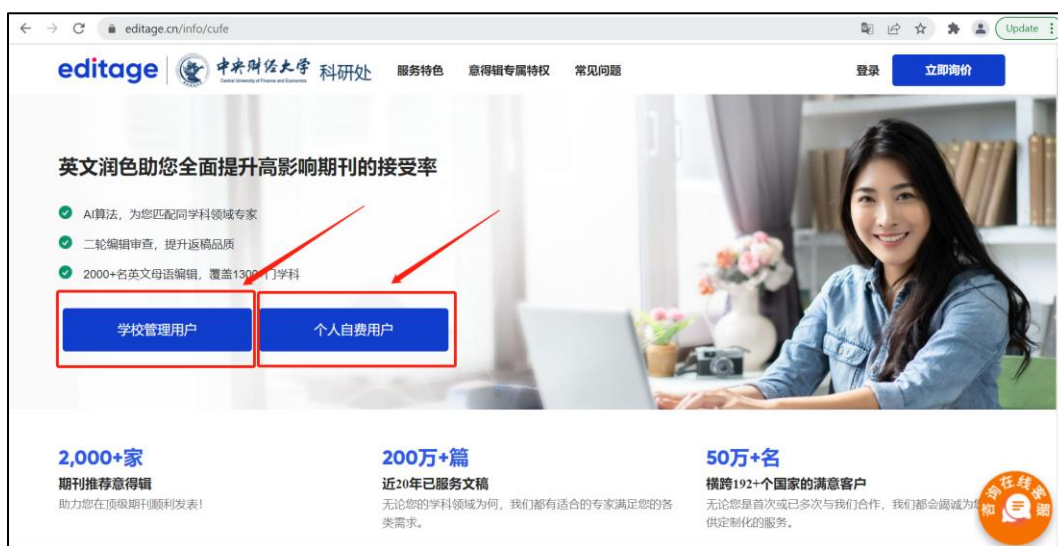 editage.cn/info/cufe
Update
editage 中央财经大学 科研处 服务特色 意得辑专属特权 常见问题 登录 立即询价
Central University of Finance and Economics
英文润色助您全面提升高影响期刊的接受率
AI算法，为您匹配同学科领域专家
二轮编辑审查，提升返稿品质
2000+名英文母语编辑，覆盖1300 门学科
学校管理用户
个人自费用户
2,000+家
期刊推荐意得辑
助力您在顶级期刊顺利发表！
200万+篇
近20年已服务文稿
无论您的学科领域为何，我们都有适合的专家满足您的各
类需求。
50万+名
横跨192+个国家的满意客户
无论您是首次或已多次与我们合作，我们都会竭诚为
供定制化的服务。
咨询在线客服